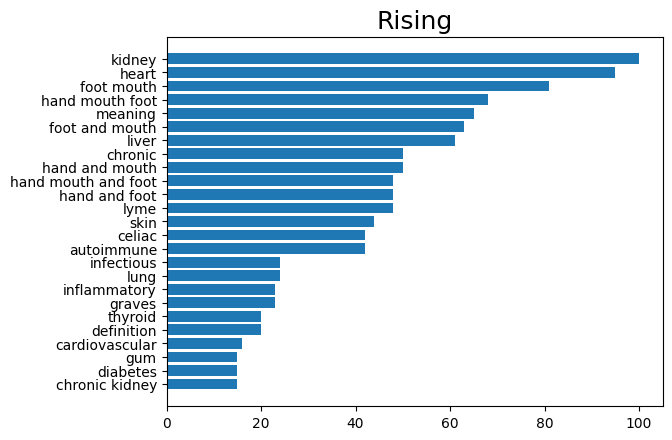 Rising
kidney
heart
foot mouth
hand mouth foot
meaning
foot and mouth
liver
chronic
hand and mouth
hand mouth and foot
hand and foot
lyme
skin
celiac
autoimmune
infectious
lung
inflammatory
graves
thyroid
definition
cardiovascular
gum
diabetes
chronic kidney
0 20 40 60 80 100